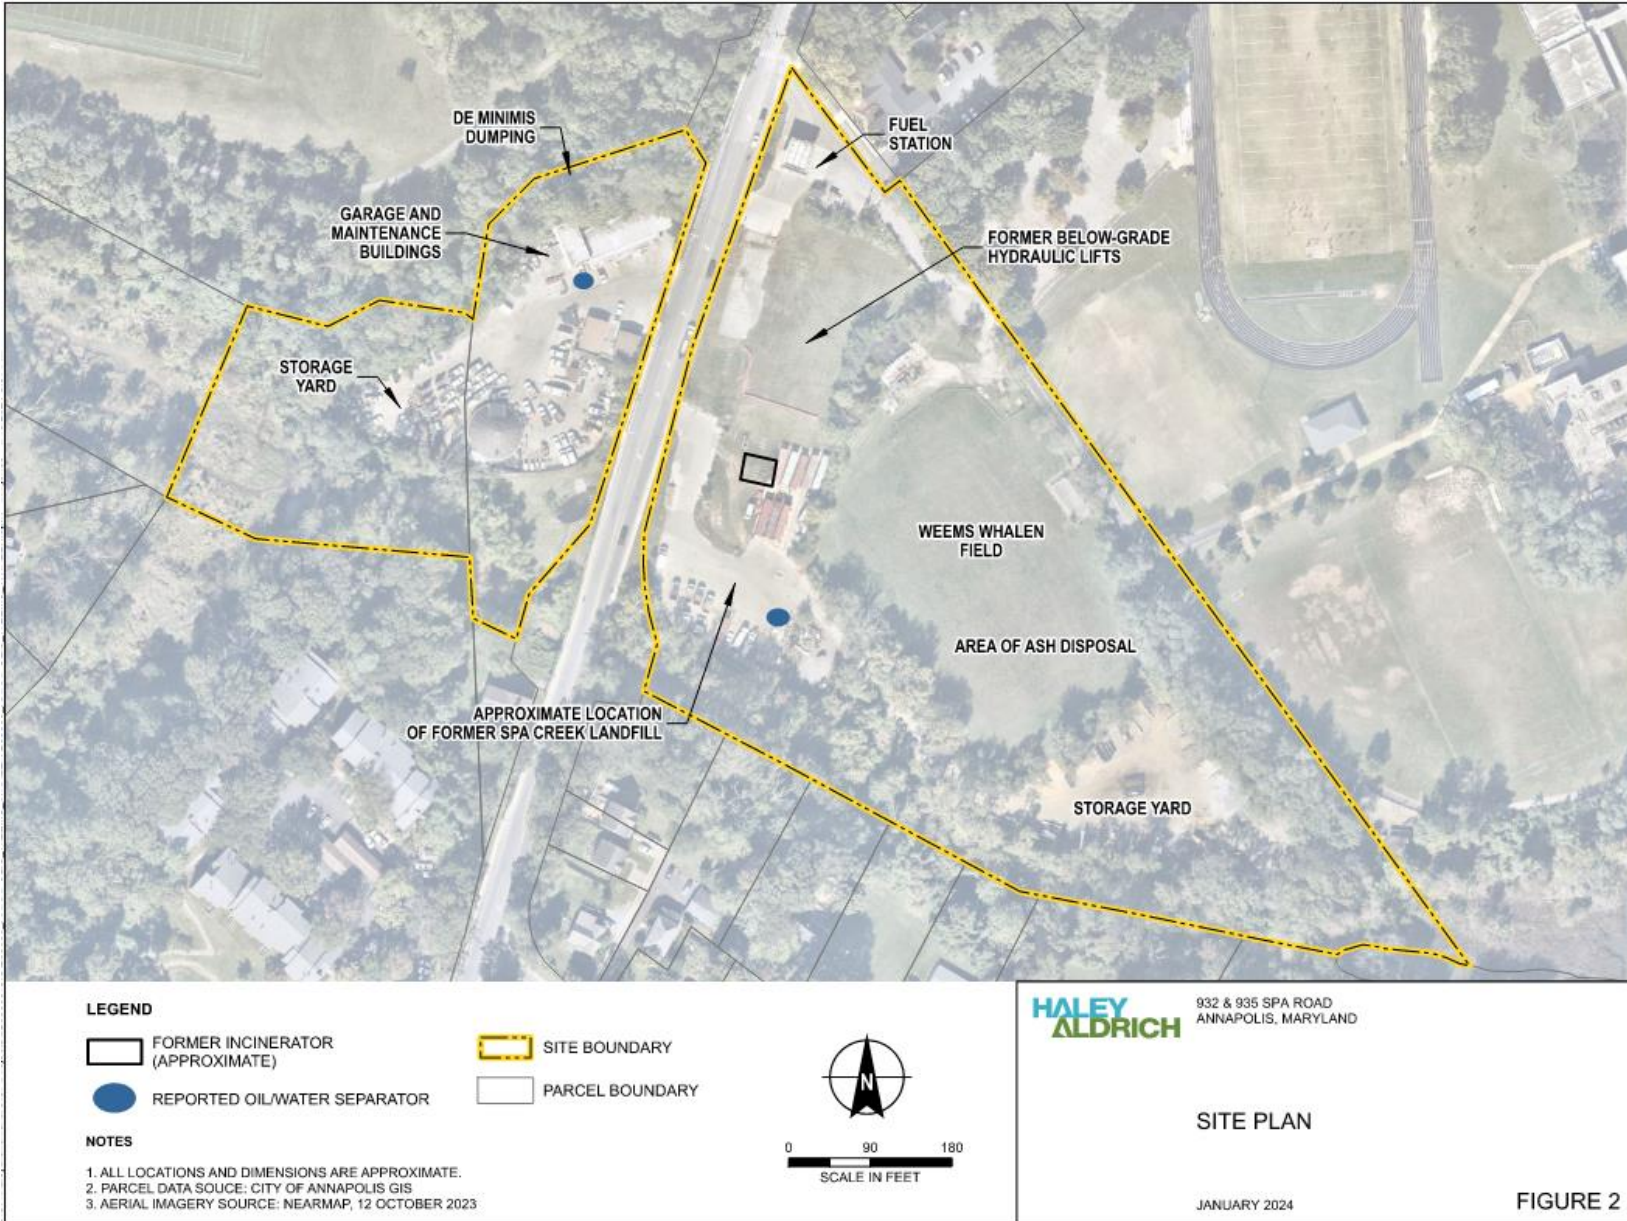 DE MINIMIS
DUMPING
FUEL
STATION
GARAGE AND
MAINTENANCE
BUILDINGS
FORMER BELOW-GRADE
HYDRAULIC LIFTS
STORAGE
YARD
WEEMS WHALEN
FIELD
AREA OF ASH DISPOSAL
APPROXIMATE LOCATION
OF FORMER SPA CREEK LANDFILL
STORAGE YARD
LEGEND
FORMER INCINERATOR
(APPROXIMATE)
REPORTED OIL/WATER SEPARATOR
SITE BOUNDARY
PARCEL BOUNDARY
NOTES
1. ALL LOCATIONS AND DIMENSIONS ARE APPROXIMATE.
2. PARCEL DATA SOUCE: CITY OF ANNAPOLIS GIS
3. AERIAL IMAGERY SOURCE: NEARMAP, 12 OCTOBER 2023
N
0 90 180
SCALE IN FEET
HALEY
ALDRICH
932 & 935 SPA ROAD
ANNAPOLIS, MARYLAND
SITE PLAN
JANUARY 2024
FIGURE 2